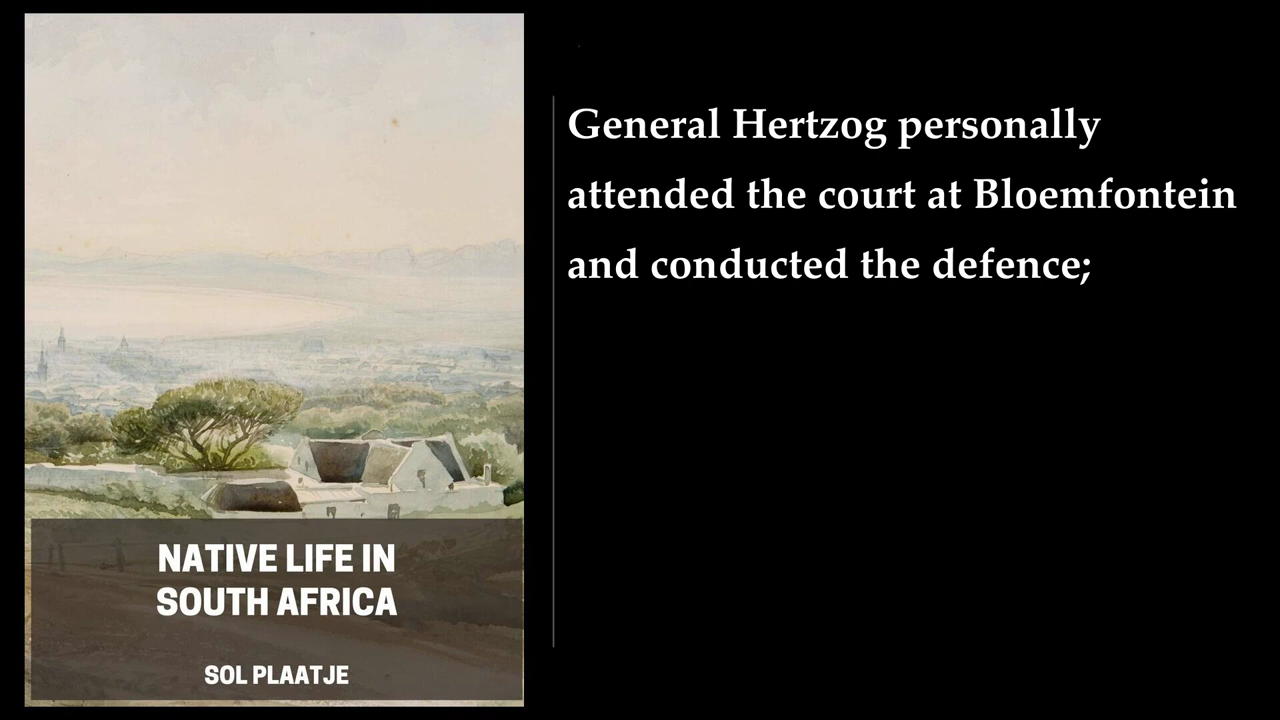 General Hertzog personally
attended the court at Bloemfontein
and conducted the defence;
NATIVE LIFE IN
SOUTH AFRICA
SOL PLAATJE